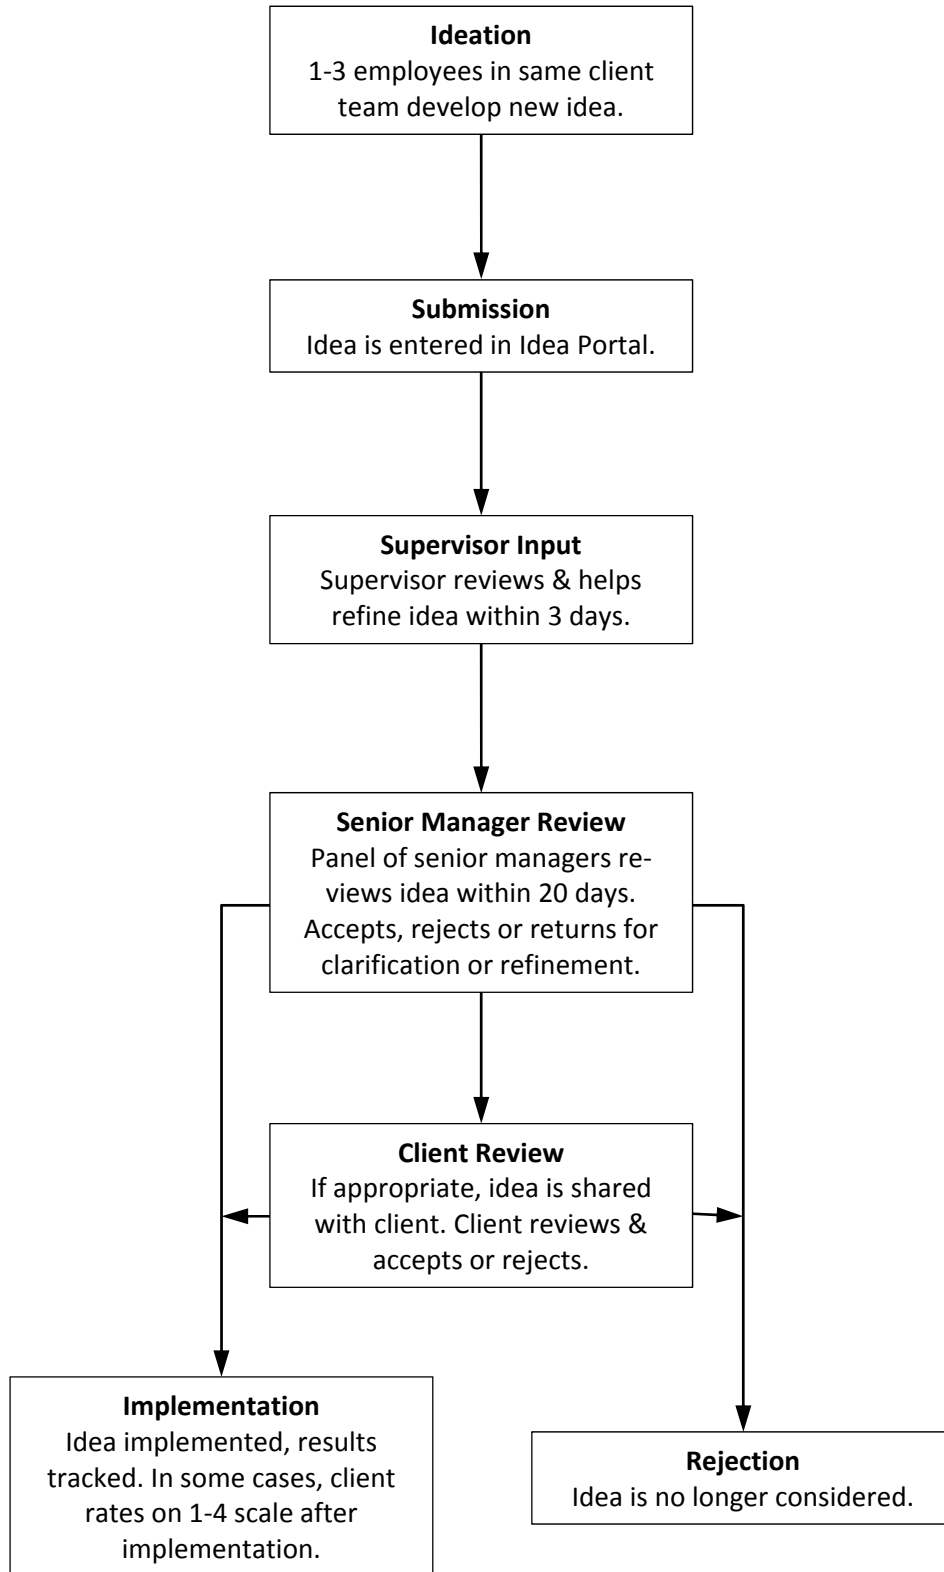 Ideation
1-3 employees in same client
team develop new idea.
Submission
Idea is entered in Idea Portal.
Supervisor Input
Supervisor reviews & helps
refine idea within 3 days.
Senior Manager Review
Panel of senior managers re-
views idea within 20 days.
Accepts, rejects or returns for
clarification or refinement.
Client Review
If appropriate, idea is shared
with client. Client reviews &
accepts or rejects.
Implementation
Idea implemented, results
tracked. In some cases, client
rates on 1-4 scale after
implementation.
Rejection
Idea is no longer considered.